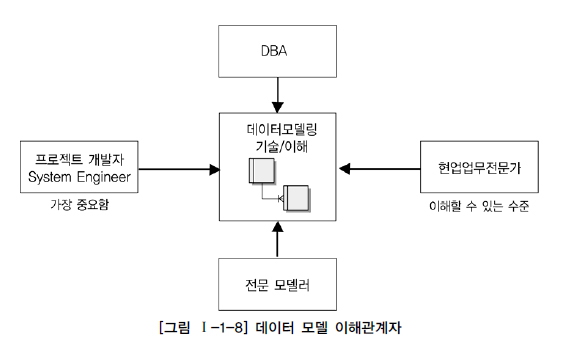 DBA
데이터모델링
기술/이해
프로젝트 개발자
System Engineer
가장 중요함
현업업무전문가
이해할 수 있는 수준
전문 모델러
[그림 Ⅰ-1-8] 데이터 모델 이해관계자